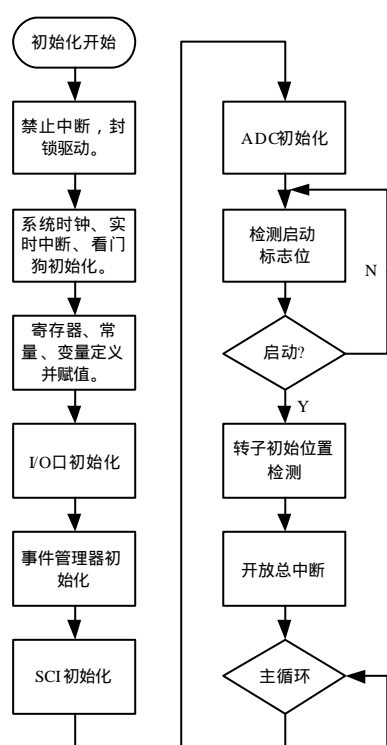 初始化开始
禁止中断，封
锁驱动。
系统时钟、实
时中断、看门
狗初始化。
寄存器、常
量、变量定义
并赋值。
I/O口初始化
事件管理器初
始化
SCI初始化
ADC初始化
检测启动
标志位
N
启动?
Y
转子初始位置
检测
开放总中断
主循环